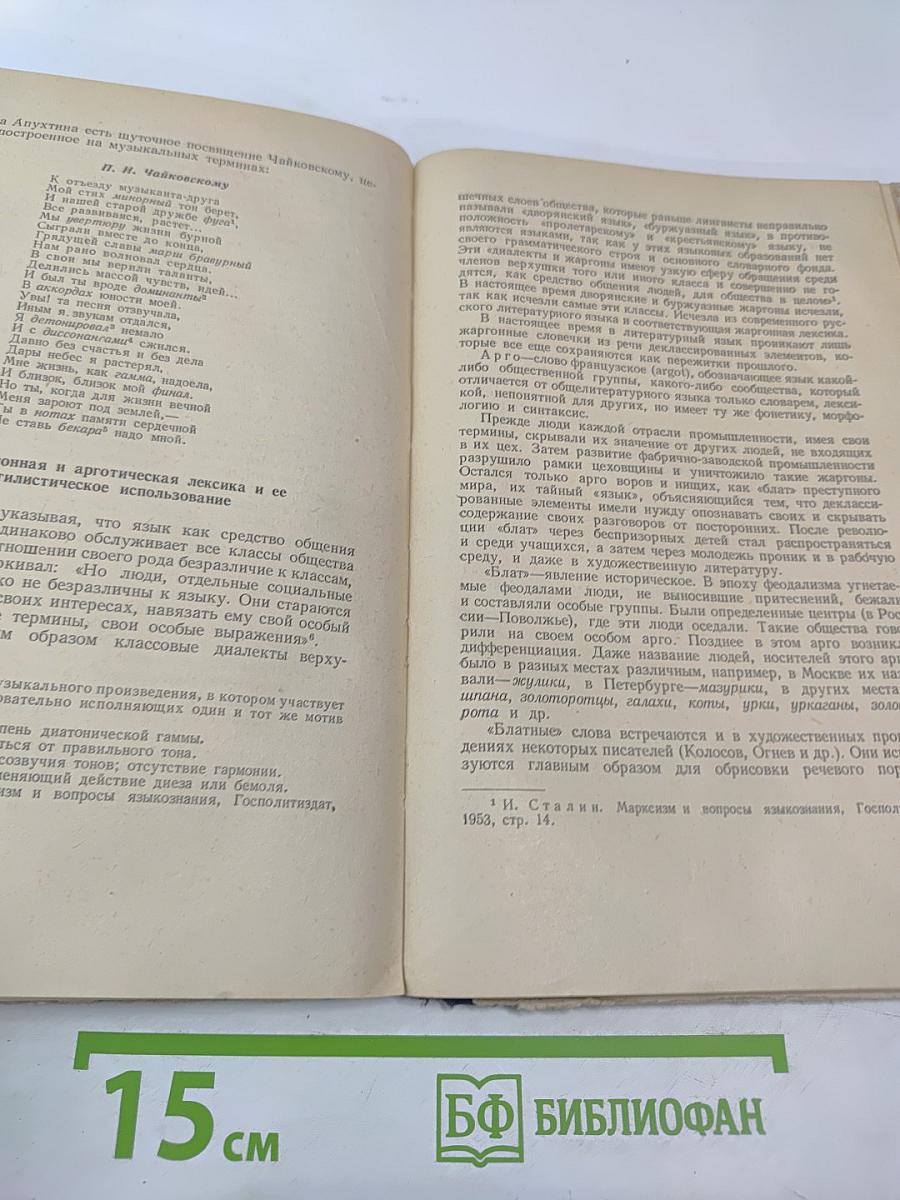 а Апухтина есть шуточное посвящение Чайковскому, це-
построенное на музыкальных терминах:
П. И. Чайковскому
К отъезду музыканта-друга
Мой стих минорный тон берет,
И нашей старой дружбе фуга¹,
Все развиваяся, растет...
Мы увертюру жизни бурной
Сыграли вместе до конца,
Грядущей славы марш бравурный
Нам рано волновал сердца.
В свои мы верили таланты,
Делились массой чувств, идей...
И был ты вроде доминанты²
В аккордах юности моей.
Увы! та песня отзвучала,
Иным я звукам отдался,
Я детонировал³ немало
И с диссонансами⁴ сжился.
Давно без счастья и без дела
Дары небес я растерял,
Мне жизнь, как гамма, надоела,
И близок, близок мой финал.
Но ты, когда для жизни вечной
Меня зароют под землей,—
Ты в нотах памяти сердечной
Не ставь бекара⁵ надо мной.
онная и арготическая лексика и ее
тилистическое использование
указывая, что язык как средство общения
динаково обслуживает все классы общества
тношении своего рода безразличие к классам,
ркивал: «Но люди, отдельные социальные
ко не безразличны к языку. Они стараются
своих интересах, навязать ему свой особый
е термины, свои особые выражения»⁶.
им образом классовые диалекты верху-
узыкального произведения, в котором участвует
овательно исполняющих один и тот же мотив
пень диатонической гаммы.
ться от правильного тона.
созвучия тонов; отсутствие гармонии.
меняющий действие диеза или бемоля.
изм и вопросы языкознания, Госполитиздат,
шечных слоев общества, которые раньше лингвисты неправильно
называли «дворянский язык», «буржуазный язык», в противо-
положность «пролетарскому» и «крестьянскому» языку, не
являются языками, так как у этих языковых образований нет
своего грамматического строя и основного словарного фонда.
Эти «диалекты и жаргоны имеют узкую сферу обращения среди
членов верхушки того или иного класса и совершенно не го-
дятся, как средство общения людей, для общества в целом»¹.
В настоящее время дворянские и буржуазные жаргоны исчезли,
так как исчезли самые эти классы. Исчезла из современного рус-
ского литературного языка и соответствующая жаргонная лексика.
В настоящее время в литературный язык проникают лишь
жаргонные словечки из речи деклассированных элементов, ко-
торые все еще сохраняются как пережитки прошлого.
Арго—слово французское (argot), обозначающее язык какой-
либо общественной группы, какого-либо сообщества, который
отличается от общелитературного языка только словарем, лекси-
кой, непонятной для других, но имеет ту же фонетику, морфо-
логию и синтаксис.
Прежде люди каждой отрасли промышленности, имея свои
термины, скрывали их значение от других людей, не входящих
в их цех. Затем развитие фабрично-заводской промышленности
разрушило рамки цеховщины и уничтожило такие жаргоны.
Остался только арго воров и нищих, как «блат» преступного
мира, их тайный «язык», объясняющийся тем, что декласси-
рованные элементы имели нужду опознавать своих и скрывать
содержание своих разговоров от посторонних. После револю-
ции «блат» через беспризорных детей стал распространяться
и среди учащихся, а затем через молодежь проник и в рабочую
среду, и даже в художественную литературу.
«Блат»—явление историческое. В эпоху феодализма угнетае-
мые феодалами люди, не выносившие притеснений, бежали
и составляли особые группы. Были определенные центры (в Рос-
сии—Поволжье), где эти люди оседали. Такие общества гово
рили на своем особом арго. Позднее в этом арго возникл
дифференциация. Даже название людей, носителей этого арг
было в разных местах различным, например, в Москве их наз
вали—жулики, в Петербурге—мазурики, в других места
шпана, золоторотцы, галахи, коты, урки, уркаганы, золо
рота и др.
«Блатные» слова встречаются и в художественных прои
дениях некоторых писателей (Колосов, Огнев и др.). Они исп
зуются главным образом для обрисовки речевого пор
¹ И. Сталин. Марксизм и вопросы языкознания, Госпол
1953, стр. 14.
15 см
БФ БИБЛИОФАН